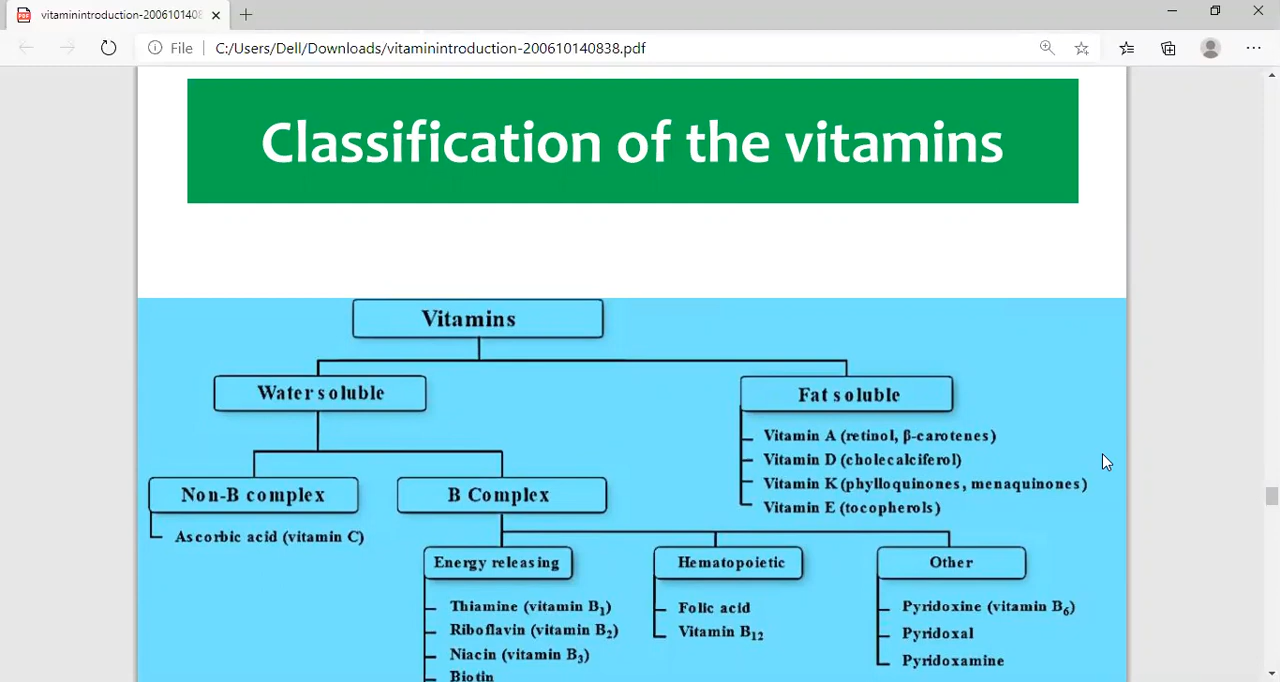 vitaminintroduction-200610140838
File
C:/Users/Dell/Downloads/vitaminintroduction-200610140838.pdf
Classification of the vitamins
Vitamins
Water soluble
Fat soluble
Vitamin A (retinol, β-carotenes)
Vitamin D (cholecalciferol)
Vitamin K (phylloquinones, menaquinones)
Vitamin E (tocopherols)
Non-B complex
B Complex
Ascorbic acid (vitamin C)
Energy releasing
Hematopoietic
Other
Thiamine (vitamin B₁)
Riboflavin (vitamin B₂)
Niacin (vitamin B₃)
Biotin
Folic acid
Vitamin B₁₂
Pyridoxine (vitamin B₆)
Pyridoxal
Pyridoxamine